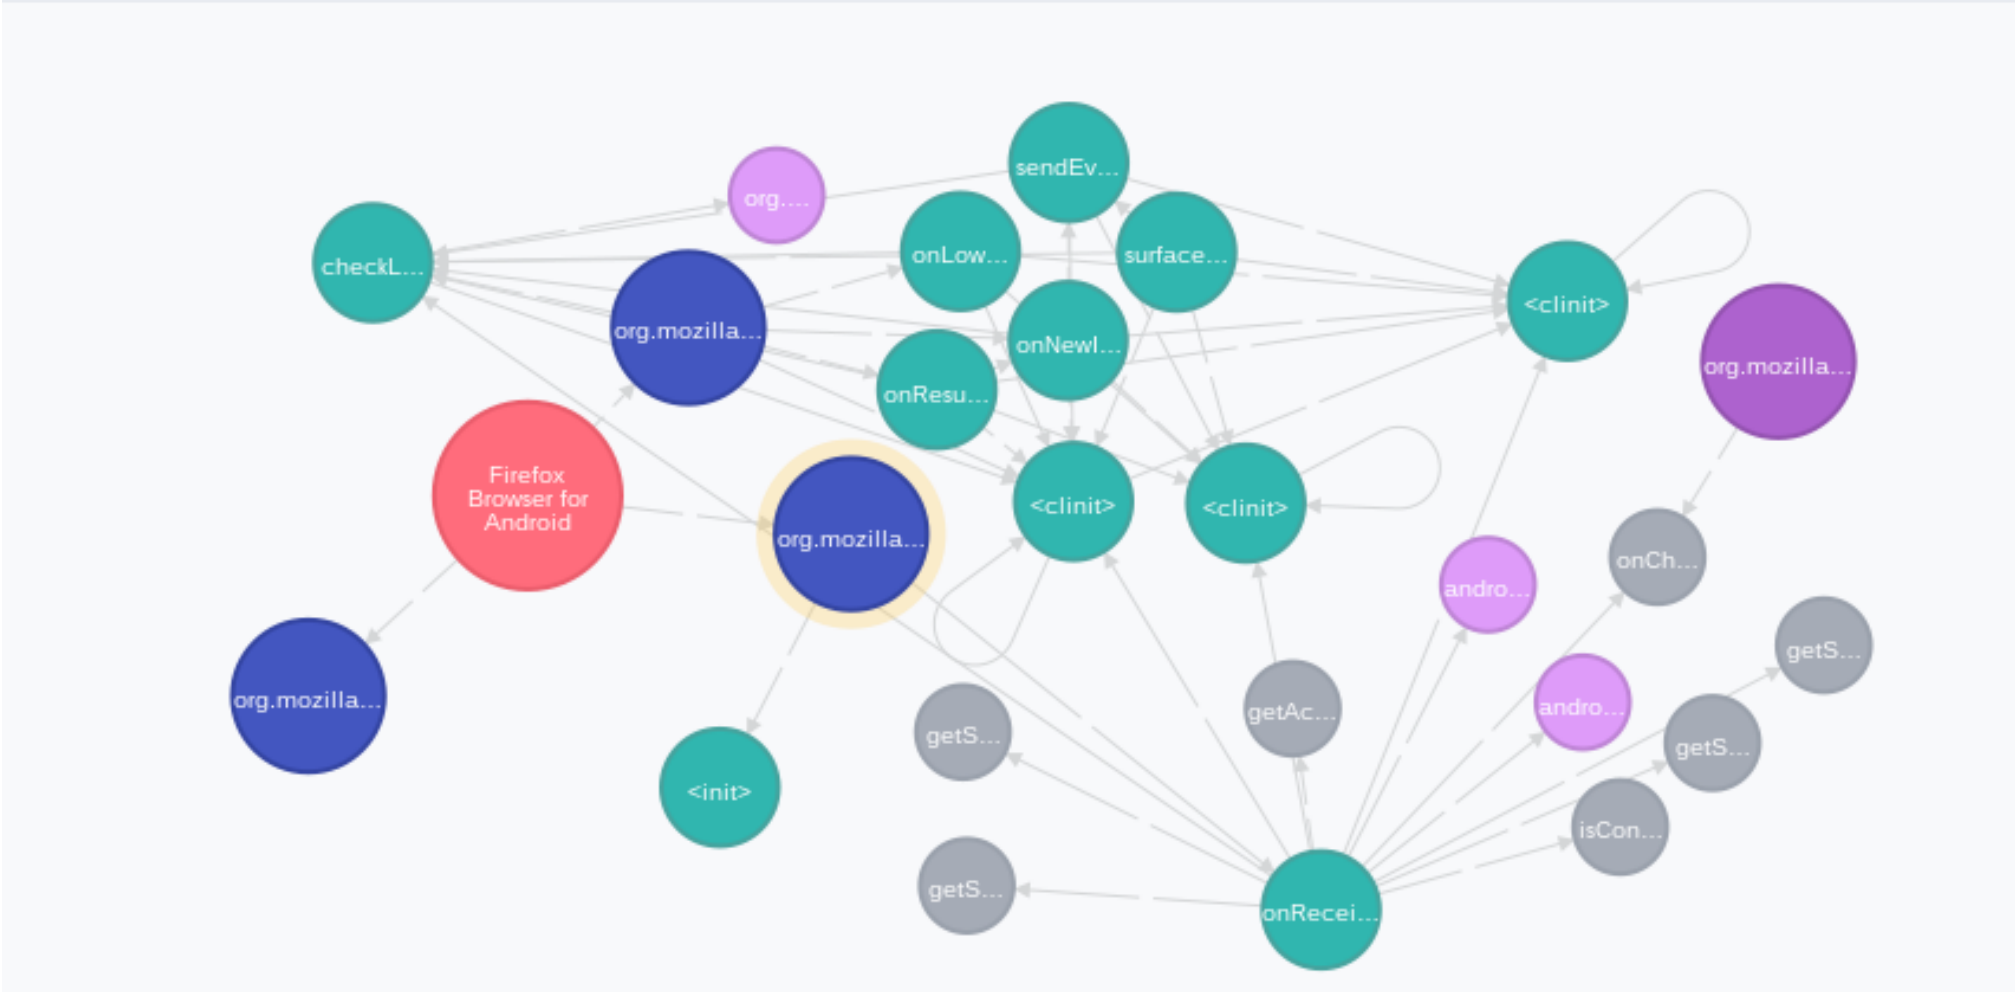 sendEv...
org....
onLow...
surface...
checkL...
<clinit>
org.mozilla...
onNewI...
org.mozilla...
onResu...
Firefox
Browser for
Android
<clinit>
<clinit>
org.mozilla...
onCh...
andro...
getS...
org.mozilla...
getAc...
andro...
getS...
getS...
<init>
isCon...
getS...
onRecei...